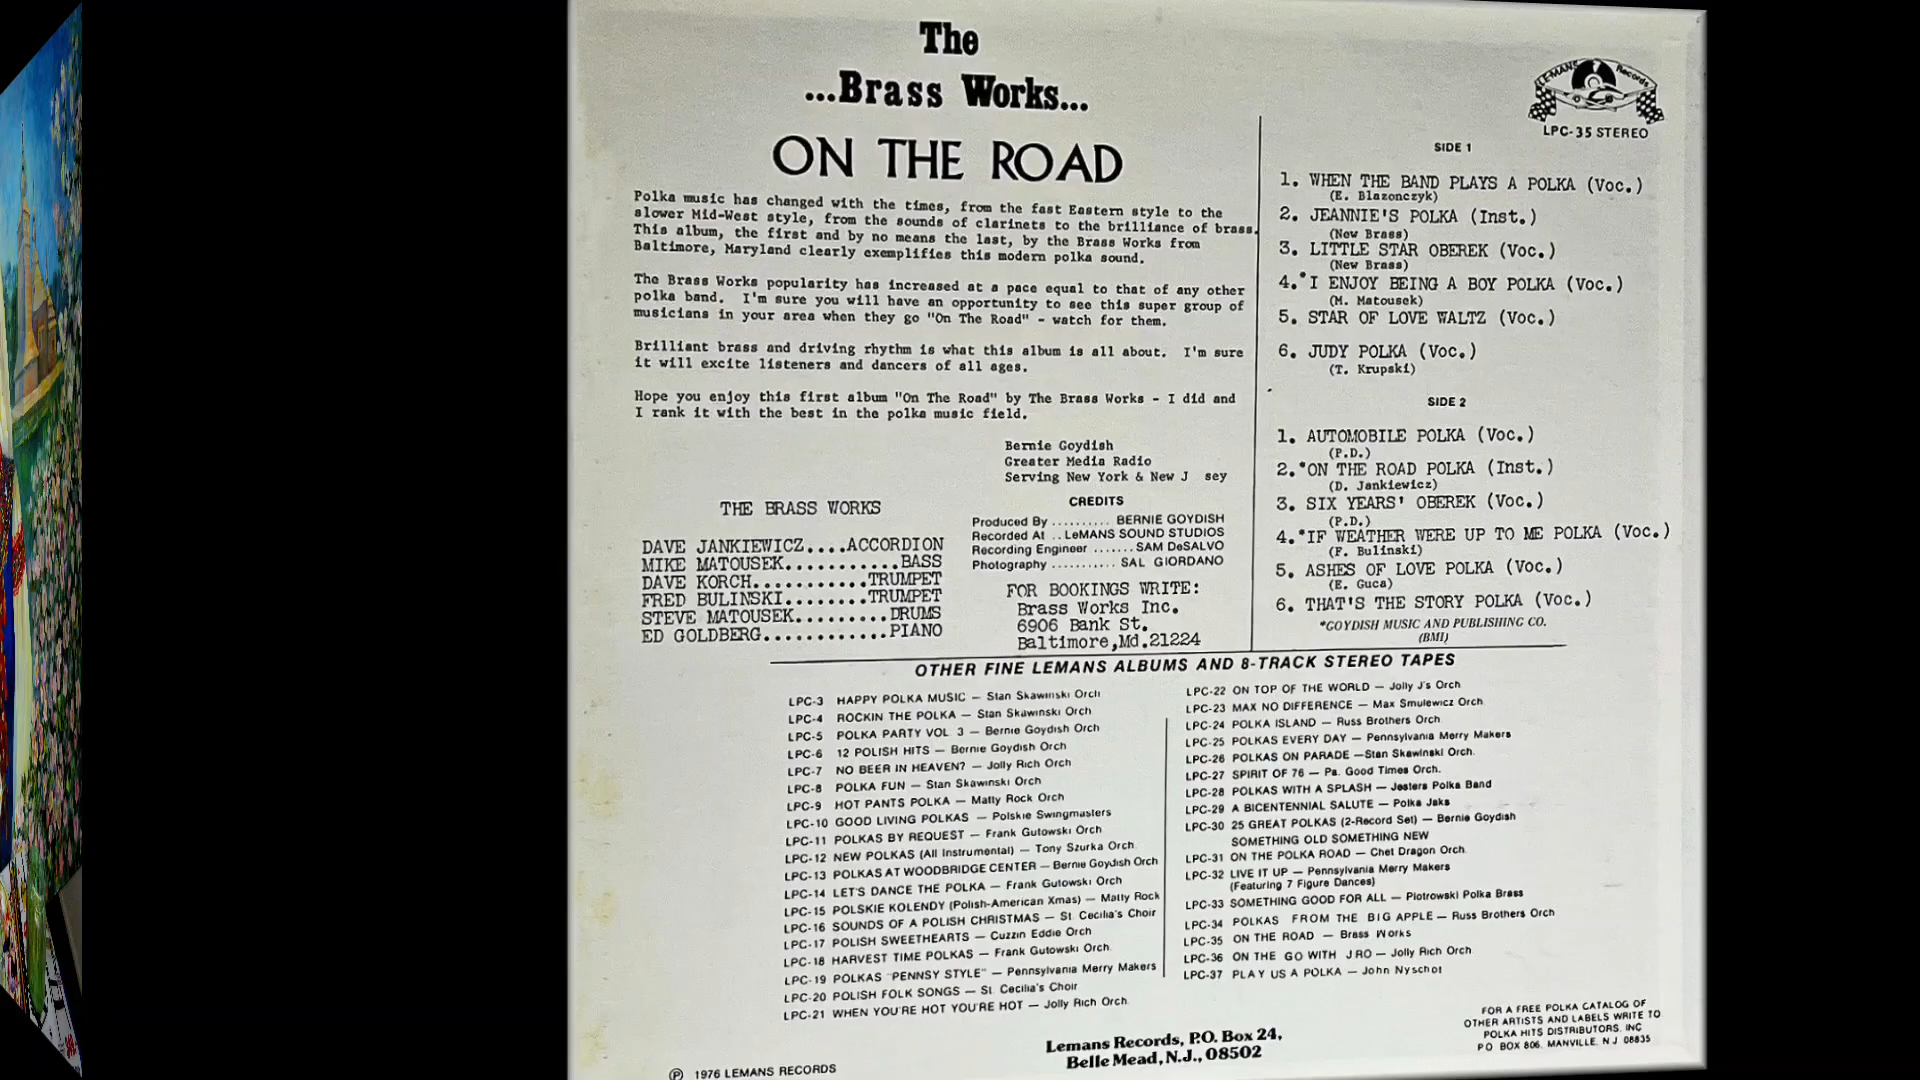 The
...Brass Works...
ON THE ROAD
Polka music has changed with the times, from the fast Eastern style to the
slower Mid-West style, from the sounds of clarinets to the brilliance of brass.
This album, the first and by no means the last, by the Brass Works from
Baltimore, Maryland clearly exemplifies this modern polka sound.
The Brass Works popularity has increased at a pace equal to that of any other
polka band. I'm sure you will have an opportunity to see this super group of
musicians in your area when they go "On The Road" - watch for them.
Brilliant brass and driving rhythm is what this album is all about. I'm sure
it will excite listeners and dancers of all ages.
Hope you enjoy this first album "On The Road" by The Brass Works - I did and
I rank it with the best in the polka music field.
Bernie Goydish
Greater Media Radio
Serving New York & New J sey
THE BRASS WORKS
DAVE JANKIEWICZ....ACCORDION
MIKE MATOUSEK...........BASS
DAVE KORCH...........TRUMPET
FRED BULINSKI........TRUMPET
STEVE MATOUSEK.........DRUMS
ED GOLDBERG............PIANO
CREDITS
Produced By .......... BERNIE GOYDISH
Recorded At .. LeMANS SOUND STUDIOS
Recording Engineer ....... SAM DeSALVO
Photography ........... SAL GIORDANO
FOR BOOKINGS WRITE:
Brass Works Inc.
6906 Bank St.
Baltimore,Md.21224
LE-MANS Records
LPC-35 STEREO
SIDE 1
1. WHEN THE BAND PLAYS A POLKA (Voc.)
(E. Blazonczyk)
2. JEANNIE'S POLKA (Inst.)
(New Brass)
3. LITTLE STAR OBEREK (Voc.)
(New Brass)
4.*I ENJOY BEING A BOY POLKA (Voc.)
(M. Matousek)
5. STAR OF LOVE WALTZ (Voc.)
6. JUDY POLKA (Voc.)
(T. Krupski)
SIDE 2
1. AUTOMOBILE POLKA (Voc.)
(P.D.)
2.*ON THE ROAD POLKA (Inst.)
(D. Jankiewicz)
3. SIX YEARS' OBEREK (Voc.)
(P.D.)
4.*IF WEATHER WERE UP TO ME POLKA (Voc.)
(F. Bulinski)
5. ASHES OF LOVE POLKA (Voc.)
(E. Guca)
6. THAT'S THE STORY POLKA (Voc.)
*GOYDISH MUSIC AND PUBLISHING CO.
(BMI)
OTHER FINE LEMANS ALBUMS AND 8-TRACK STEREO TAPES
LPC-3 HAPPY POLKA MUSIC — Stan Skawinski Orch
LPC-4 ROCKIN THE POLKA — Stan Skawinski Orch
LPC-5 POLKA PARTY VOL 3 — Bernie Goydish Orch
LPC-6 12 POLISH HITS — Bernie Goydish Orch
LPC-7 NO BEER IN HEAVEN? — Jolly Rich Orch
LPC-8 POLKA FUN — Stan Skawinski Orch
LPC-9 HOT PANTS POLKA — Matty Rock Orch
LPC-10 GOOD LIVING POLKAS — Polskie Swingmasters
LPC-11 POLKAS BY REQUEST — Frank Gutowski Orch
LPC-12 NEW POLKAS (All Instrumental) — Tony Szurka Orch
LPC-13 POLKAS AT WOODBRIDGE CENTER — Bernie Goydish Orch
LPC-14 LET'S DANCE THE POLKA — Frank Gutowski Orch
LPC-15 POLSKIE KOLENDY (Polish-American Xmas) — Matty Rock
LPC-16 SOUNDS OF A POLISH CHRISTMAS — St. Cecilia's Choir
LPC-17 POLISH SWEETHEARTS — Cuzzin Eddie Orch
LPC-18 HARVEST TIME POLKAS — Frank Gutowski Orch.
LPC-19 POLKAS "PENNSY STYLE" — Pennsylvania Merry Makers
LPC-20 POLISH FOLK SONGS — St. Cecilia's Choir
LPC-21 WHEN YOU'RE HOT YOU'RE HOT — Jolly Rich Orch.
LPC-22 ON TOP OF THE WORLD — Jolly J's Orch
LPC-23 MAX NO DIFFERENCE — Max Smulewicz Orch.
LPC-24 POLKA ISLAND — Russ Brothers Orch.
LPC-25 POLKAS EVERY DAY — Pennsylvania Merry Makers
LPC-26 POLKAS ON PARADE — Stan Skawinski Orch.
LPC-27 SPIRIT OF 76 — Pa. Good Times Orch.
LPC-28 POLKAS WITH A SPLASH — Jesters Polka Band
LPC-29 A BICENTENNIAL SALUTE — Polka Jaks
LPC-30 25 GREAT POLKAS (2-Record Set) — Bernie Goydish
SOMETHING OLD SOMETHING NEW
LPC-31 ON THE POLKA ROAD — Chet Dragon Orch.
LPC-32 LIVE IT UP — Pennsylvania Merry Makers
(Featuring 7 Figure Dances)
LPC-33 SOMETHING GOOD FOR ALL — Piotrowski Polka Brass
LPC-34 POLKAS FROM THE BIG APPLE — Russ Brothers Orch
LPC-35 ON THE ROAD — Brass Works
LPC-36 ON THE GO WITH JRO — Jolly Rich Orch
LPC-37 PLAY US A POLKA — John Nyschot
FOR A FREE POLKA CATALOG OF
OTHER ARTISTS AND LABELS WRITE TO
POLKA HITS DISTRIBUTORS, INC
P O BOX 806, MANVILLE, N J 08835
Lemans Records, P.O. Box 24,
Belle Mead, N.J., 08502
Ⓟ 1976 LEMANS RECORDS